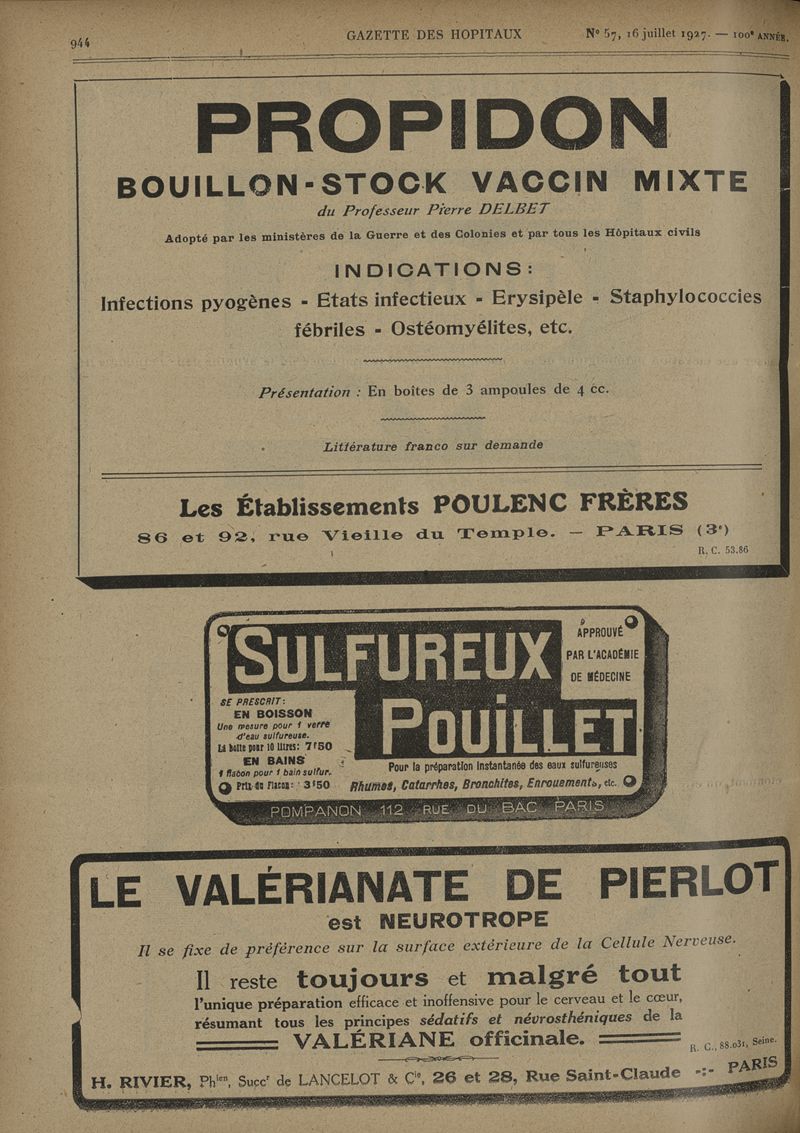 944
GAZETTE DES HOPITAUX
N° 57, 16 juillet 1927. — 100e ANNÉE.
PROPIDON
BOUILLON-STOCK VACCIN MIXTE
du Professeur Pierre DELBET
Adopté par les ministères de la Guerre et des Colonies et par tous les Hôpitaux civils
INDICATIONS:
Infections pyogènes - Etats infectieux - Erysipèle - Staphylococcies
fébriles - Ostéomyélites, etc.
Présentation : En boîtes de 3 ampoules de 4 cc.
Littérature franco sur demande
Les Établissements POULENC FRÈRES
86 et 92, rue Vieille du Temple. — PARIS (3e)
R. C. 53.86
SULFUREUX
POUILLET
APPROUVÉ
PAR L'ACADÉMIE
DE MÉDECINE
SE PRESCRIT:
EN BOISSON
Une mesure pour 1 verre
d'eau sulfureuse.
La boîte pour 10 litres: 7f50
EN BAINS
1 flacon pour 1 bain sulfur.
Prix du Flacon: 3f50
Pour la préparation instantanée des eaux sulfureuses
Rhumes, Catarrhes, Bronchites, Enrouements, etc.
POMPANON 112 RUE DU BAC PARIS
LE VALÉRIANATE DE PIERLOT
est NEUROTROPE
Il se fixe de préférence sur la surface extérieure de la Cellule Nerveuse.
Il reste toujours et malgré tout
l'unique préparation efficace et inoffensive pour le cerveau et le cœur,
résumant tous les principes sédatifs et névrosthéniques de la
VALÉRIANE officinale.
R. C., 88.031, Seine.
H. RIVIER, Phien, Succr de LANCELOT & Cie, 26 et 28, Rue Saint-Claude -:- PARIS